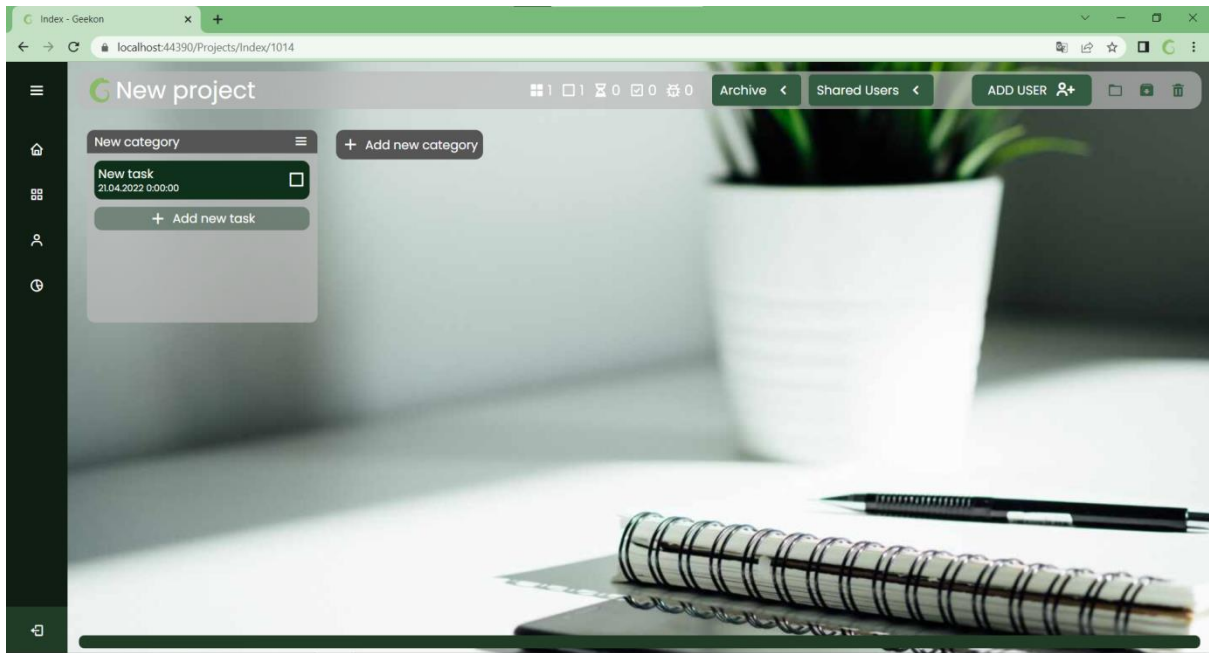 Index - Geekon
localhost:44390/Projects/Index/1014
New project
1 1 0 0 0
Archive
Shared Users
ADD USER
New category
Add new category
New task
21.04.2022 0:00:00
Add new task